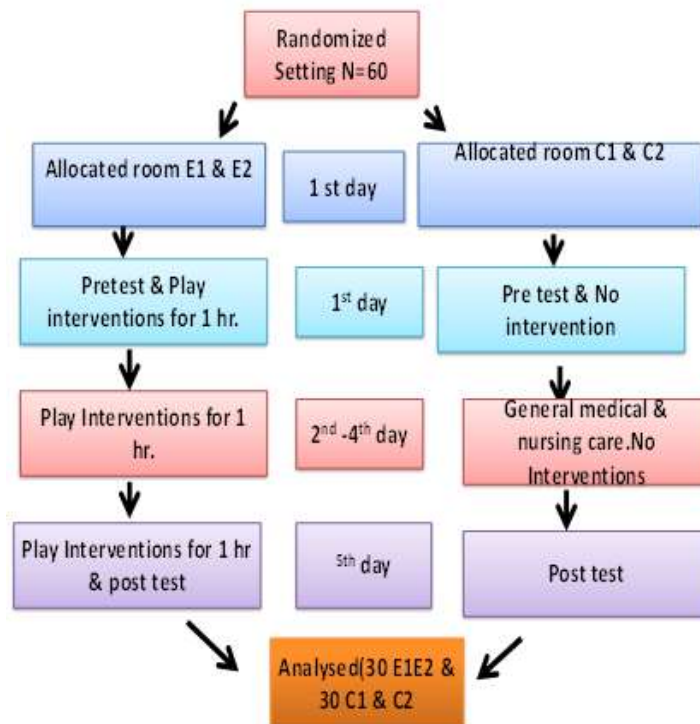 Randomized
Setting N=60
Allocated room E1 & E2
1 st day
Allocated room C1 & C2
Pretest & Play
interventions for 1 hr.
1st day
Pre test & No
intervention
Play Interventions for 1
hr.
2nd -4th day
General medical &
nursing care.No
Interventions
Play Interventions for 1 hr
& post test
5th day
Post test
Analysed(30 E1E2 &
30 C1 & C2